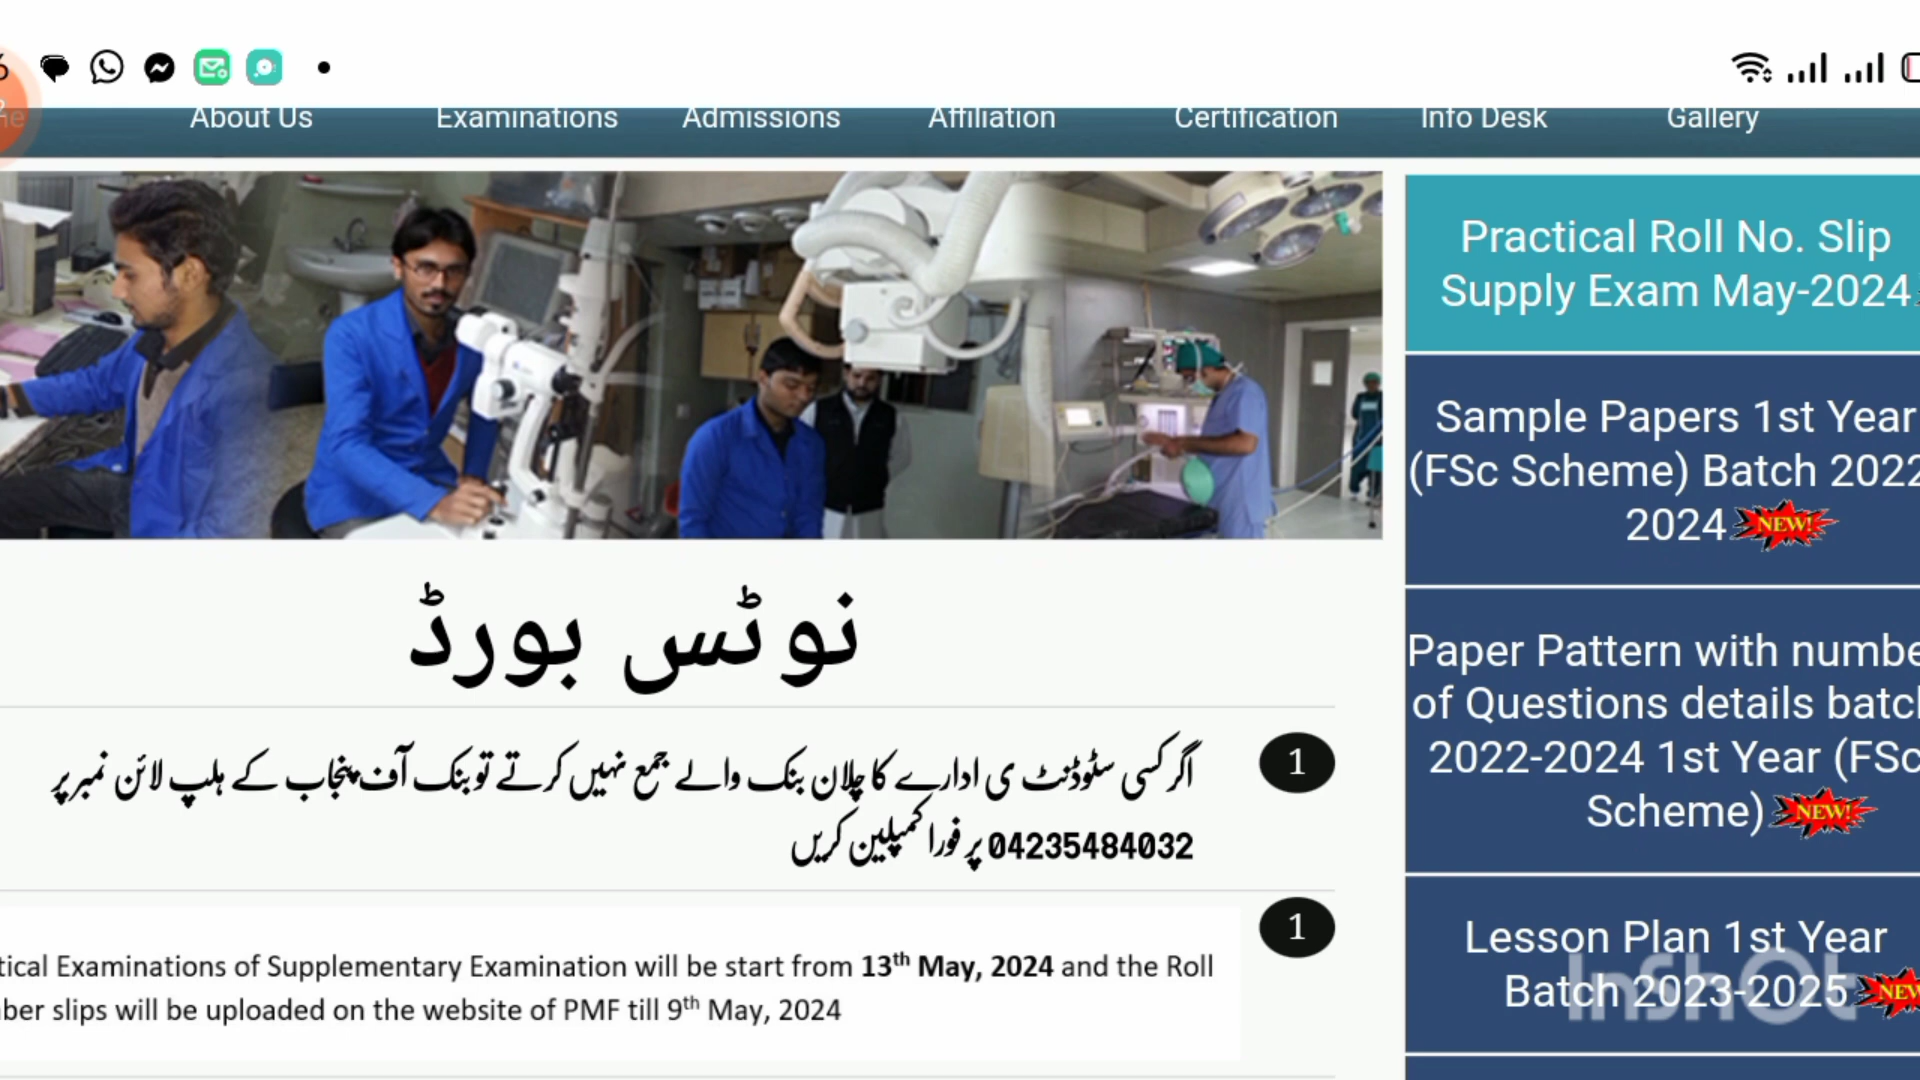 About Us Examinations Admissions Affiliation Certification Info Desk Gallery
Practical Roll No. Slip
Supply Exam May-2024
Sample Papers 1st Year
(FSc Scheme) Batch 2022
2024 NEW!
Paper Pattern with numbe
of Questions details batch
2022-2024 1st Year (FSc
Scheme) NEW!
Lesson Plan 1st Year
Batch 2023-2025 NEW
نوٹس بورڈ
1
اگر کسی سٹوڈنٹ ی ادارے کا چلان بنک والے جمع نہیں کرتے تو بنک آف پنجاب کے ہلپ لائن نمبر پر
04235484032 پر فورا کمپلین کریں
1
tical Examinations of Supplementary Examination will be start from 13th May, 2024 and the Roll
ber slips will be uploaded on the website of PMF till 9th May, 2024
InShOt